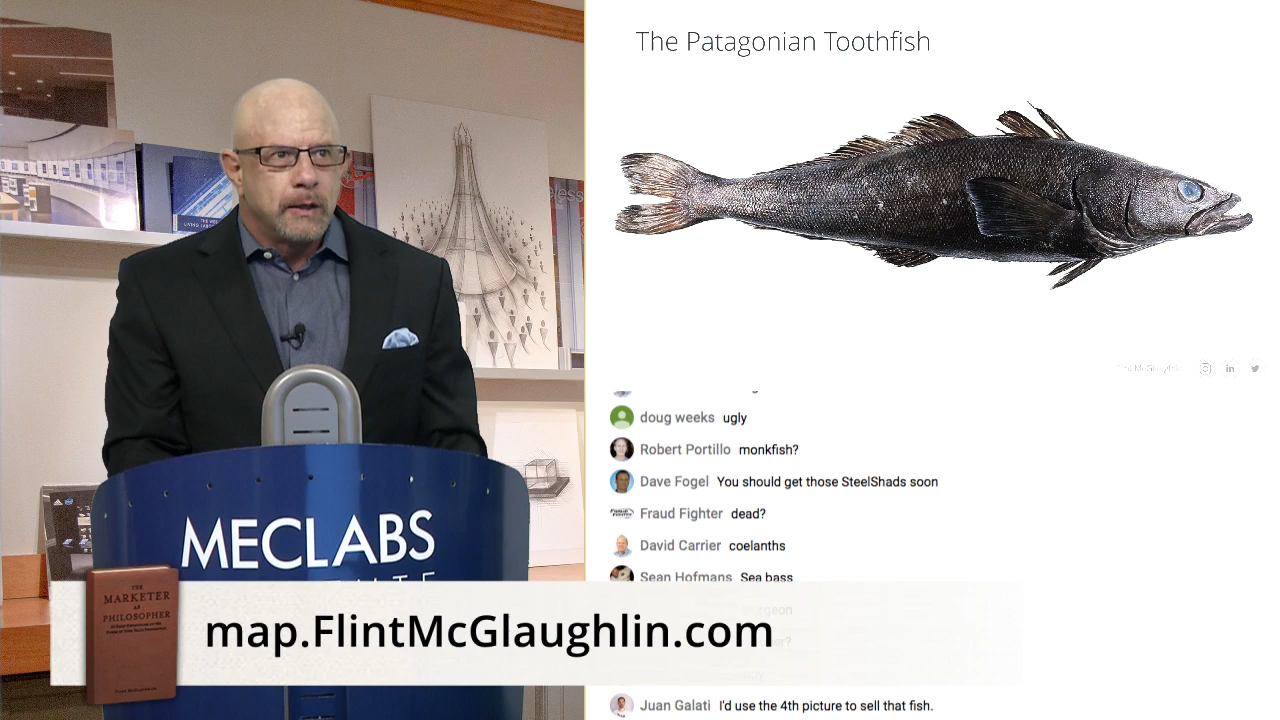 The Patagonian Toothfish
Flint McGlaughlin
doug weeks ugly
Robert Portillo monkfish?
Dave Fogel You should get those SteelShads soon
Fraud Fighter dead?
David Carrier coelanths
Sean Hofmans Sea bass
Juan Galati I'd use the 4th picture to sell that fish.
MECLABS
THE
MARKETER
AS
PHILOSOPHER
map.FlintMcGlaughlin.com